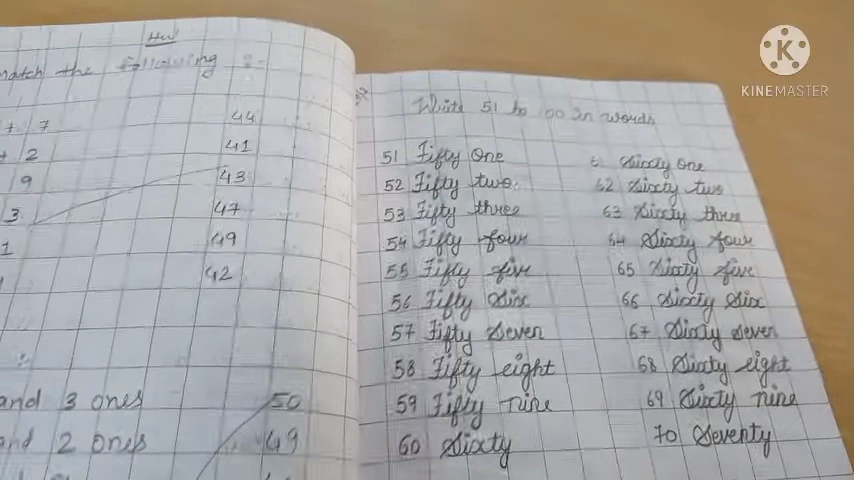 HW
match the following :-
+ 7 44
+ 2 41
9 43
3 47
1 49
42
and 3 ones 50
and 2 ones 49
Write 51 to in words
51 Fifty One
52 Fifty two
53 Fifty three
54 Fifty four
55 Fifty five
56 Fifty Six
57 Fifty Seven
58 Fifty eight
59 Fifty nine
60 Sixty
6 Sixty one
62 Sixty two
63 Sixty three
64 Sixty four
65 Sixty five
66 Sixty Six
67 Sixty Seven
68 Sixty eight
69 Sixty nine
70 Seventy
KINEMASTER